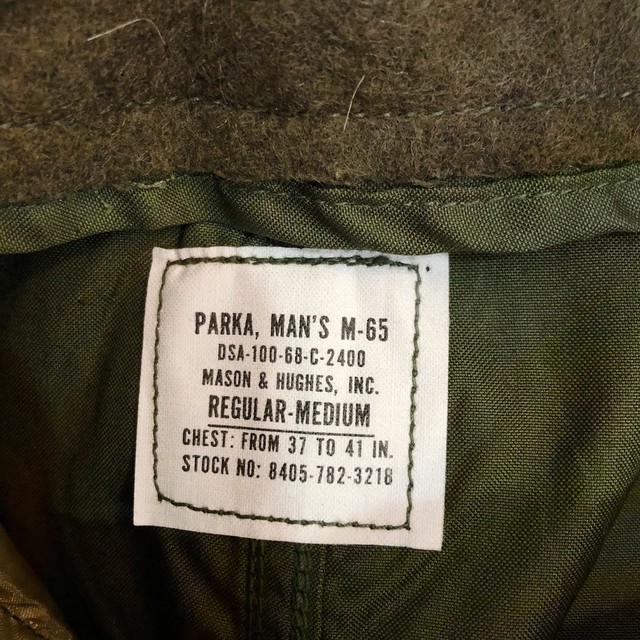 PARKA, MAN'S M-65
DSA-100-68-C-2400
MASON & HUGHES, INC.
REGULAR-MEDIUM
CHEST: FROM 37 TO 41 IN.
STOCK NO: 8405-782-3218